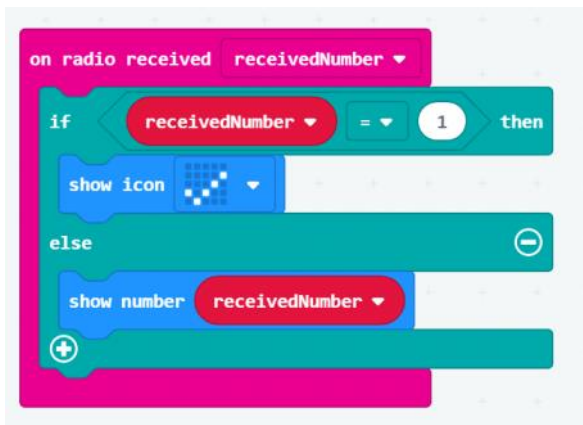 on radio received receivedNumber
if receivedNumber = 1 then
show icon
else
show number receivedNumber